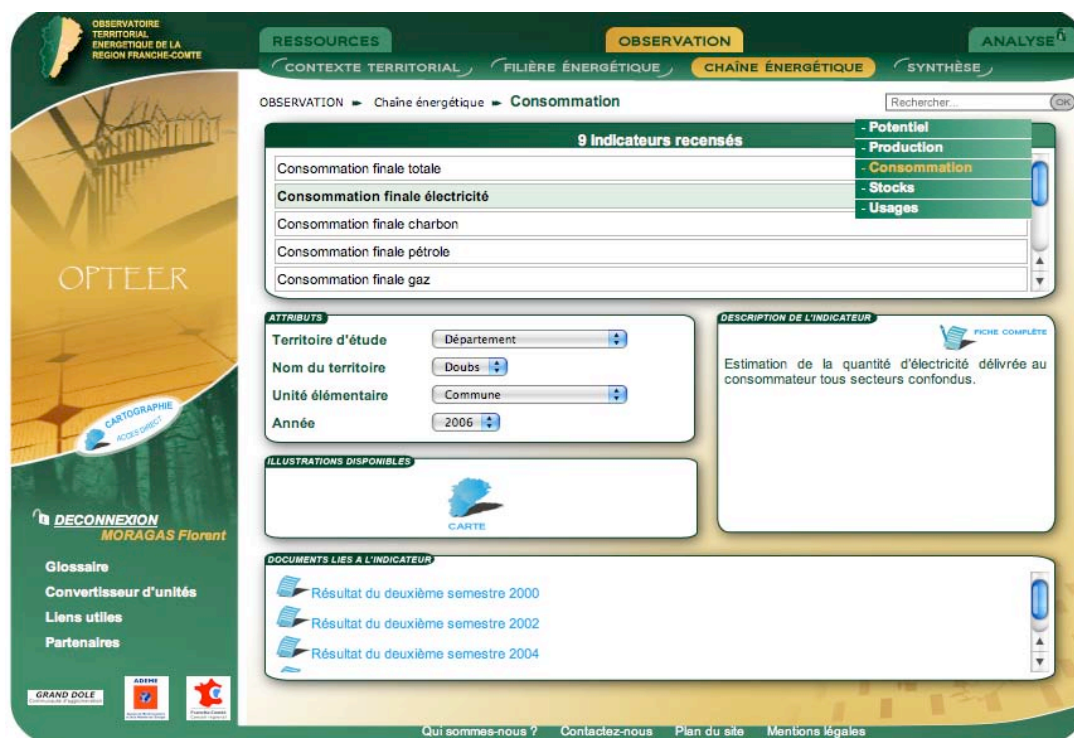 OBSERVATOIRE
TERRITORIAL
ENERGETIQUE DE LA
REGION FRANCHE-COMTE
RESSOURCES
OBSERVATION
ANALYSE
CONTEXTE TERRITORIAL
FILIÈRE ÉNERGÉTIQUE
CHAÎNE ÉNERGÉTIQUE
SYNTHÈSE
OBSERVATION ► Chaîne énergétique ► Consommation
Rechercher...
OK
9 Indicateurs recensés
- Potentiel
- Production
- Consommation
- Stocks
- Usages
Consommation finale totale
Consommation finale électricité
Consommation finale charbon
Consommation finale pétrole
Consommation finale gaz
OPTEER
ATTRIBUTS
Territoire d'étude Département
Nom du territoire Doubs
Unité élémentaire Commune
Année 2006
DESCRIPTION DE L'INDICATEUR
FICHE COMPLÈTE
Estimation de la quantité d'électricité délivrée au
consommateur tous secteurs confondus.
CARTOGRAPHIE
ACCES DIRECT
ILLUSTRATIONS DISPONIBLES
CARTE
DECONNEXION
MORAGAS Florent
Glossaire
Convertisseur d'unités
Liens utiles
Partenaires
DOCUMENTS LIES A L'INDICATEUR
Résultat du deuxième semestre 2000
Résultat du deuxième semestre 2002
Résultat du deuxième semestre 2004
GRAND DOLE
ADEME
Franche-Comté
Qui sommes-nous ? Contactez-nous Plan du site Mentions légales